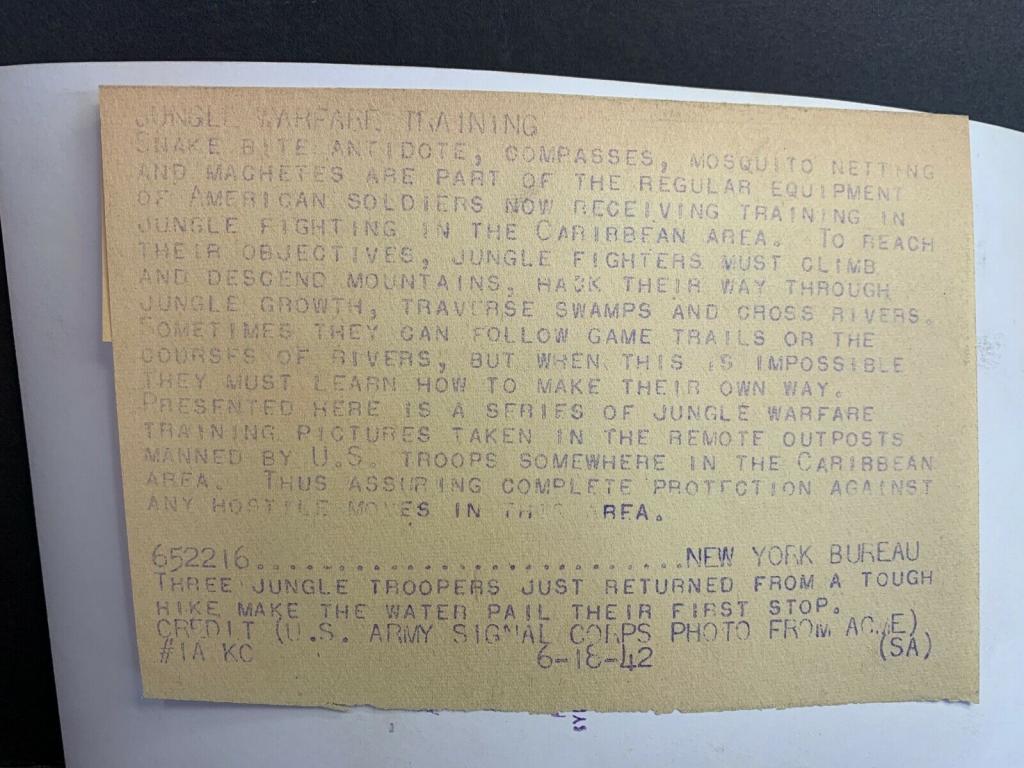 JUNGLE WARFARE TRAINING
SNAKE BITE ANTIDOTE, COMPASSES, MOSQUITO NETTING
AND MACHETES ARE PART OF THE REGULAR EQUIPMENT
OF AMERICAN SOLDIERS NOW RECEIVING TRAINING IN
JUNGLE FIGHTING IN THE CARIBBEAN AREA. TO REACH
THEIR OBJECTIVES, JUNGLE FIGHTERS MUST CLIMB
AND DESCEND MOUNTAINS, HACK THEIR WAY THROUGH
JUNGLE GROWTH, TRAVERSE SWAMPS AND CROSS RIVERS.
SOMETIMES THEY CAN FOLLOW GAME TRAILS OR THE
COURSES OF RIVERS, BUT WHEN THIS IS IMPOSSIBLE
THEY MUST LEARN HOW TO MAKE THEIR OWN WAY.
PRESENTED HERE IS A SERIES OF JUNGLE WARFARE
TRAINING PICTURES TAKEN IN THE REMOTE OUTPOSTS
MANNED BY U.S. TROOPS SOMEWHERE IN THE CARIBBEAN
AREA. THUS ASSURING COMPLETE PROTECTION AGAINST
ANY HOSTILE MOVES IN THIS AREA.
652216..............................NEW YORK BUREAU
THREE JUNGLE TROOPERS JUST RETURNED FROM A TOUGH
HIKE MAKE THE WATER PAIL THEIR FIRST STOP.
CREDIT (U.S. ARMY SIGNAL CORPS PHOTO FROM ACME)
#1A KC 6-18-42 (SA)